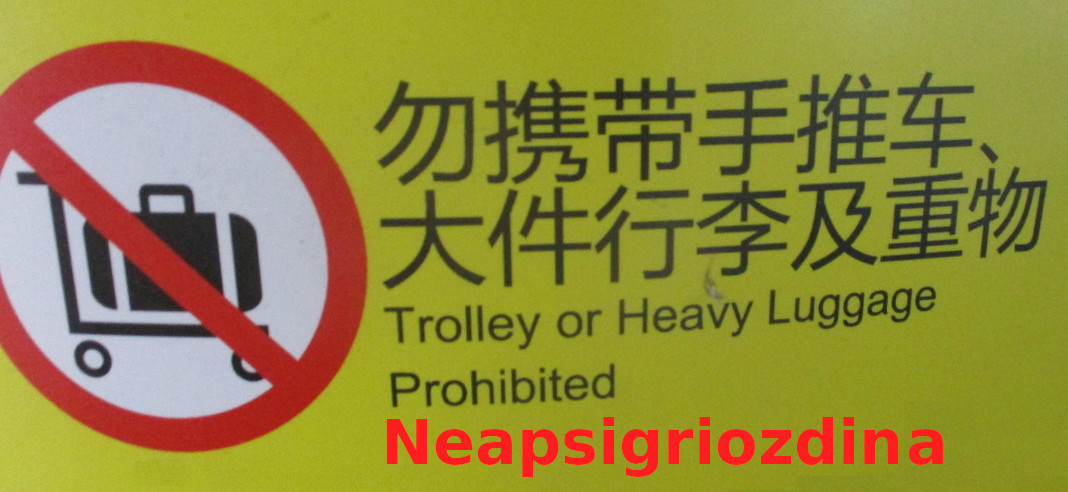 勿携带手推车、
大件行李及重物
Trolley or Heavy Luggage
Prohibited
Neapsigriozdina